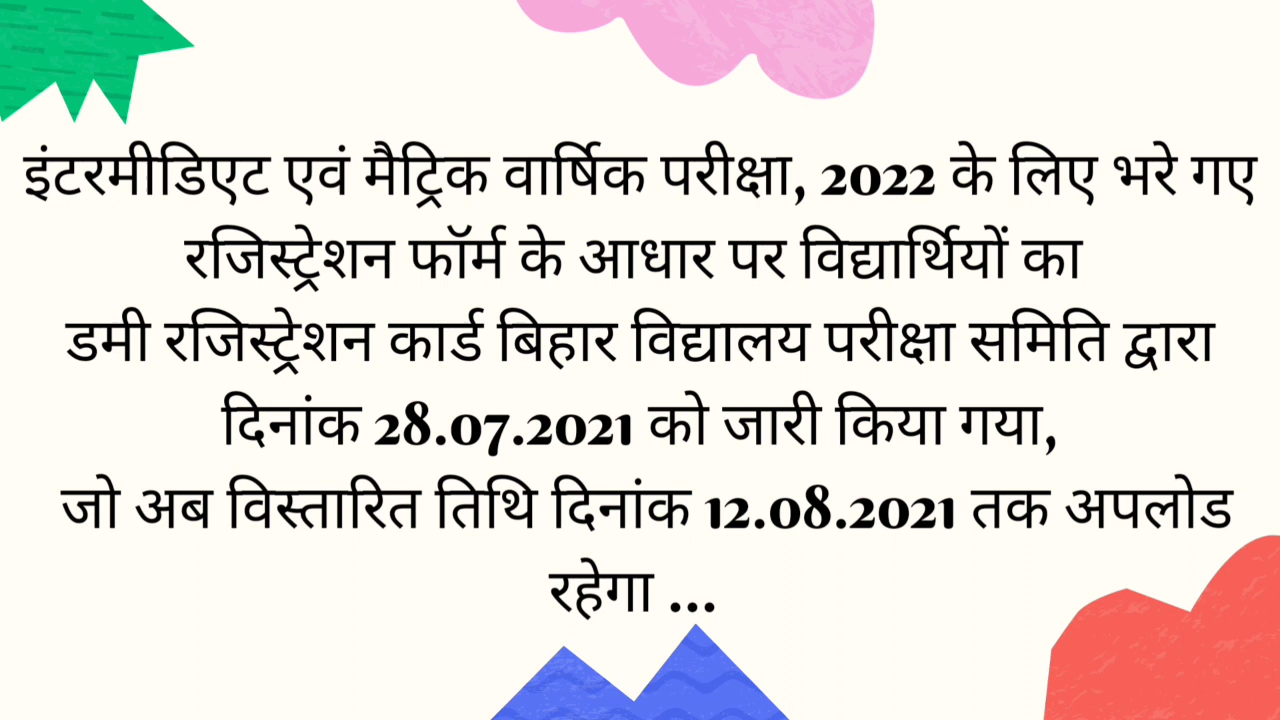 इंटरमीडिएट एवं मैट्रिक वार्षिक परीक्षा, 2022 के लिए भरे गए
रजिस्ट्रेशन फॉर्म के आधार पर विद्यार्थियों का
डमी रजिस्ट्रेशन कार्ड बिहार विद्यालय परीक्षा समिति द्वारा
दिनांक 28.07.2021 को जारी किया गया,
जो अब विस्तारित तिथि दिनांक 12.08.2021 तक अपलोड
रहेगा ...